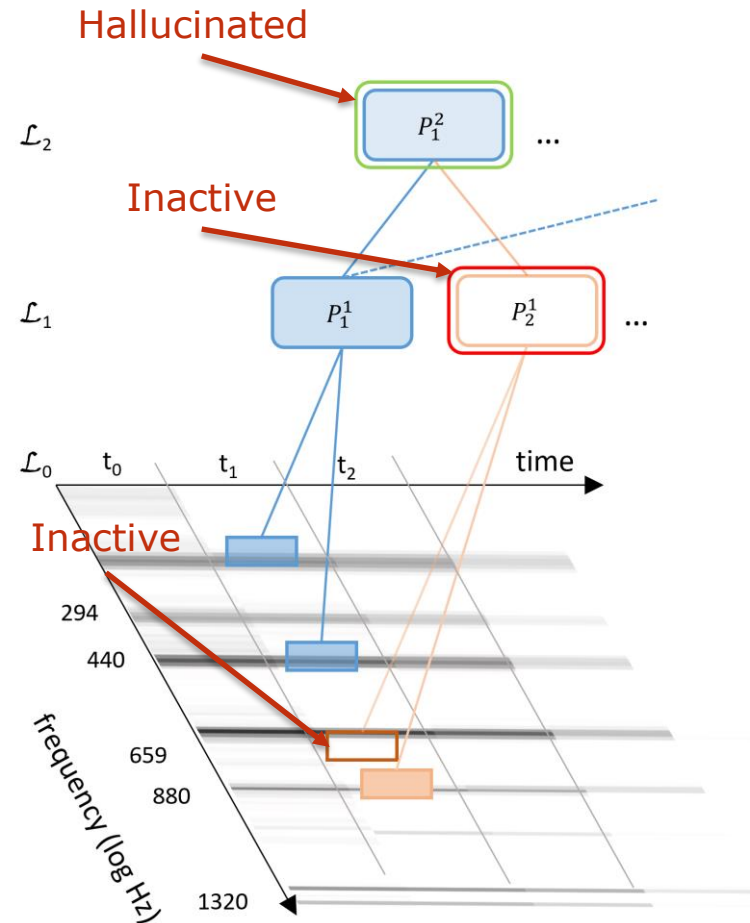 Hallucinated
ℒ₂
P₁²
...
Inactive
ℒ₁
P₁¹
P₂¹
...
ℒ₀
t₀
t₁
t₂
time
Inactive
294
440
659
880
1320
frequency (log Hz)